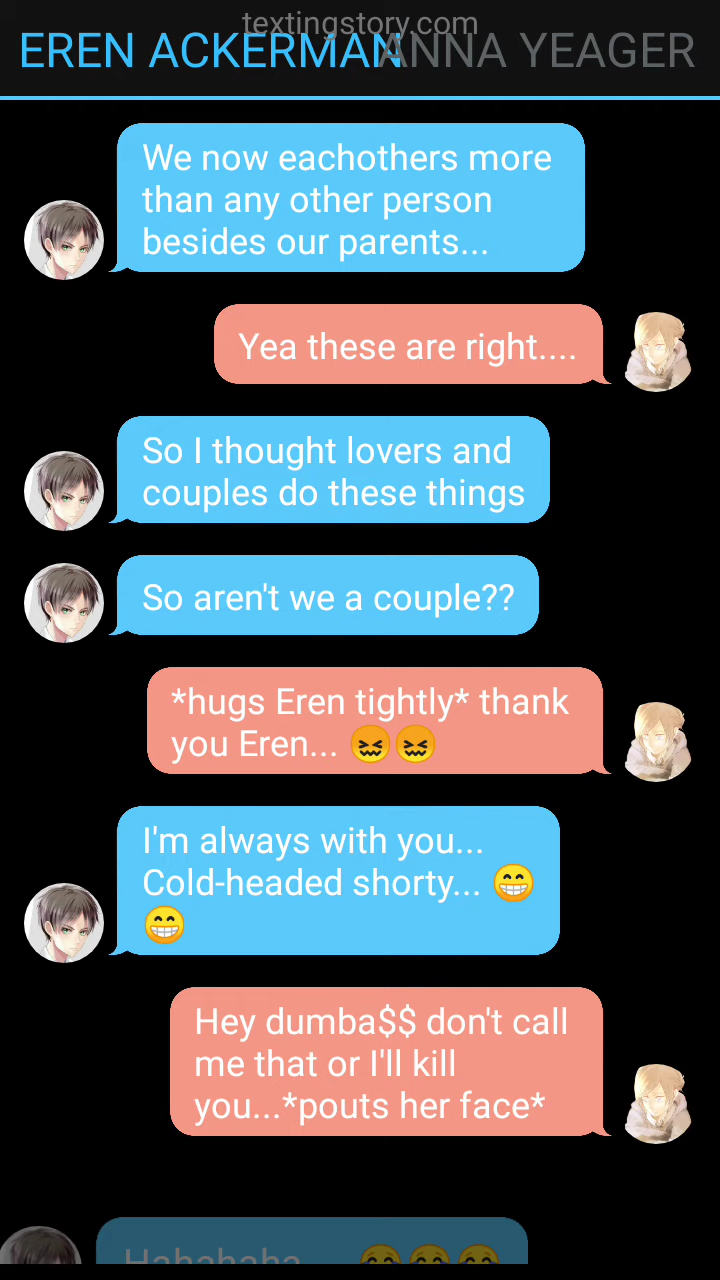 textingstory.com
EREN ACKERMAN ANNA YEAGER
We now eachothers more
than any other person
besides our parents...
Yea these are right....
So I thought lovers and
couples do these things
So aren't we a couple??
*hugs Eren tightly* thank
you Eren... 😖😖
I'm always with you...
Cold-headed shorty... 😁
😁
Hey dumba$$ don't call
me that or I'll kill
you...*pouts her face*
Hahahaha